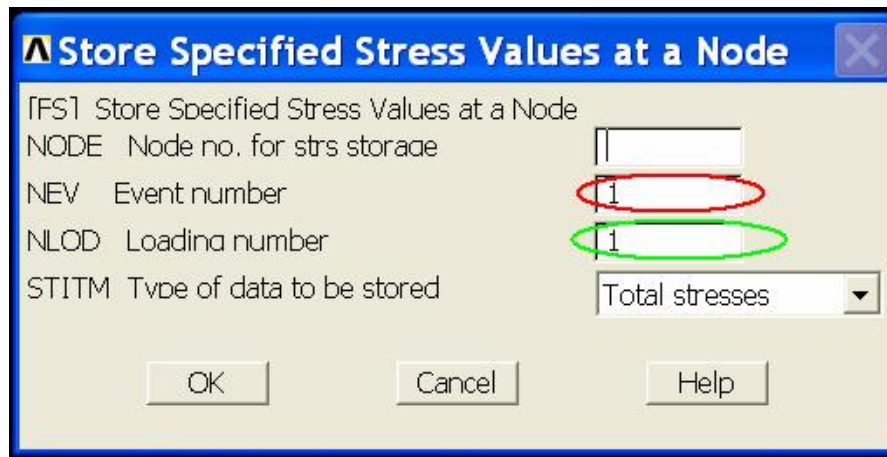 Store Specified Stress Values at a Node
[FS] Store Specified Stress Values at a Node
NODE Node no. for strs storage
NEV Event number 1
NLOD Loading number 1
STITM Type of data to be stored Total stresses
OK Cancel Help